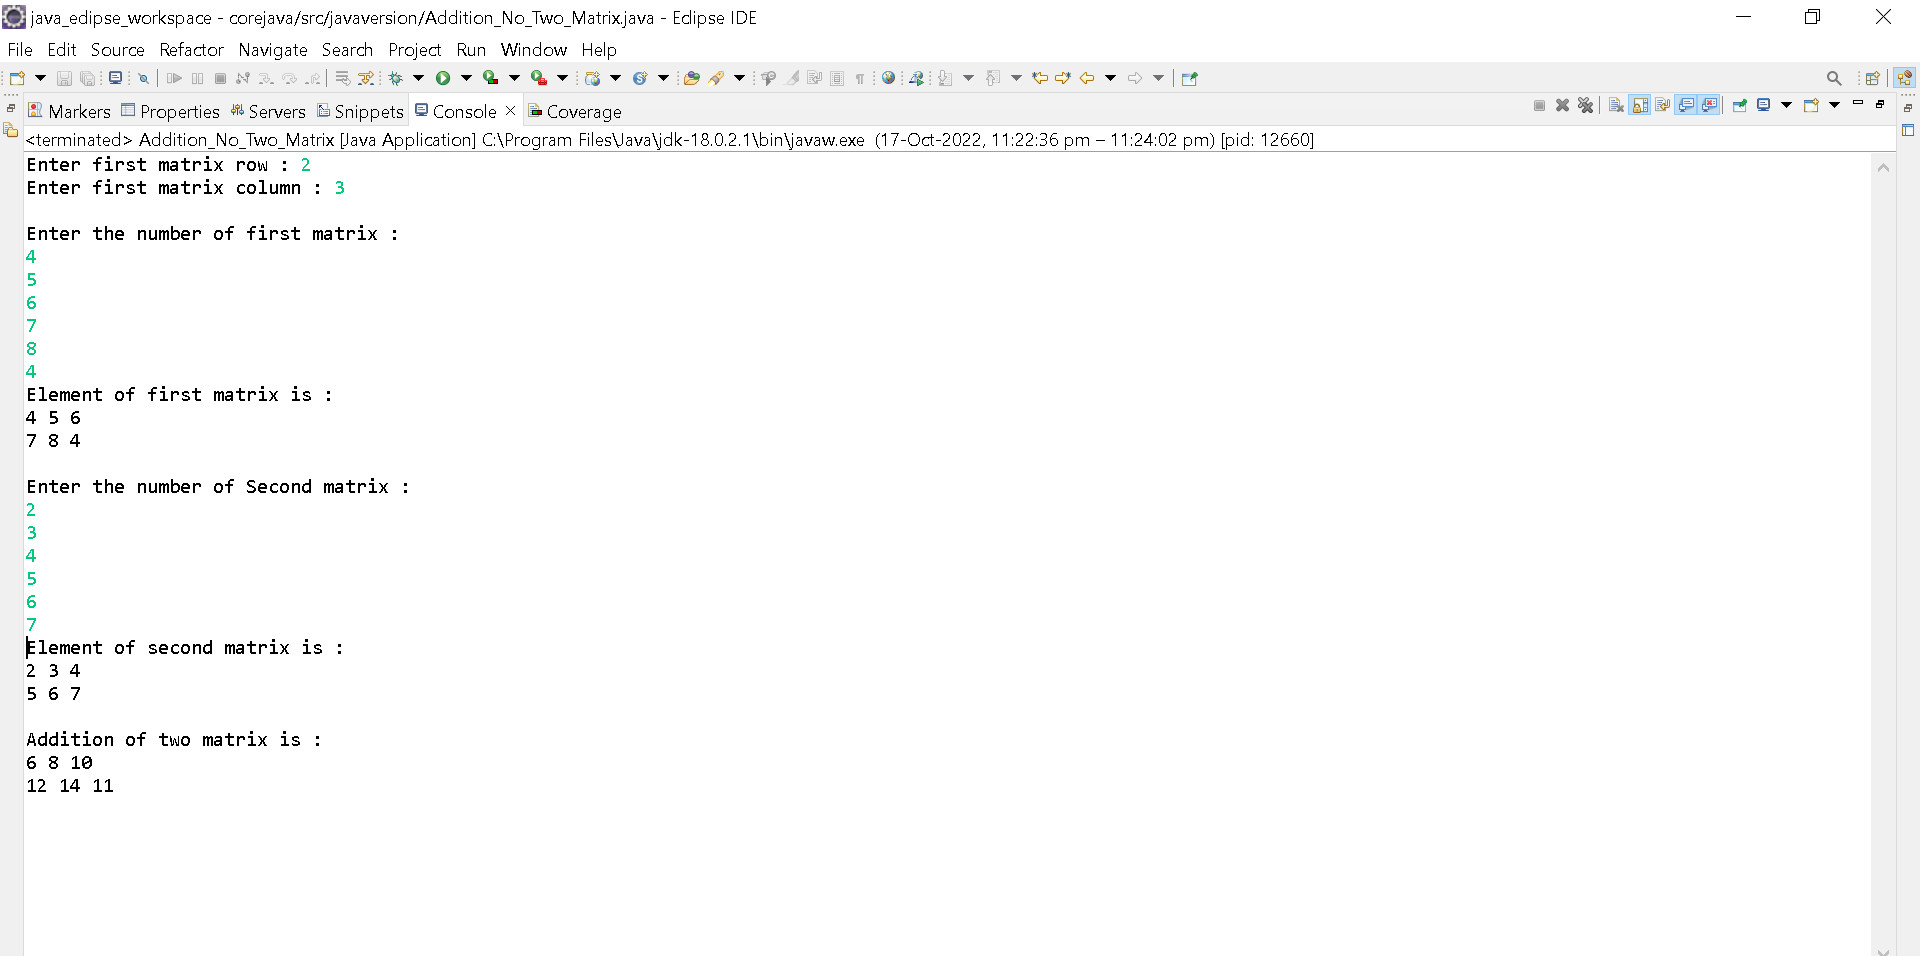 java_eclipse_workspace - corejava/src/javaversion/Addition_No_Two_Matrix.java - Eclipse IDE
File Edit Source Refactor Navigate Search Project Run Window Help
Markers Properties Servers Snippets Console Coverage
<terminated> Addition_No_Two_Matrix [Java Application] C:\Program Files\Java\jdk-18.0.2.1\bin\javaw.exe (17-Oct-2022, 11:22:36 pm – 11:24:02 pm) [pid: 12660]
Enter first matrix row : 2
Enter first matrix column : 3
Enter the number of first matrix :
4
5
6
7
8
4
Element of first matrix is :
4 5 6
7 8 4
Enter the number of Second matrix :
2
3
4
5
6
7
Element of second matrix is :
2 3 4
5 6 7
Addition of two matrix is :
6 8 10
12 14 11